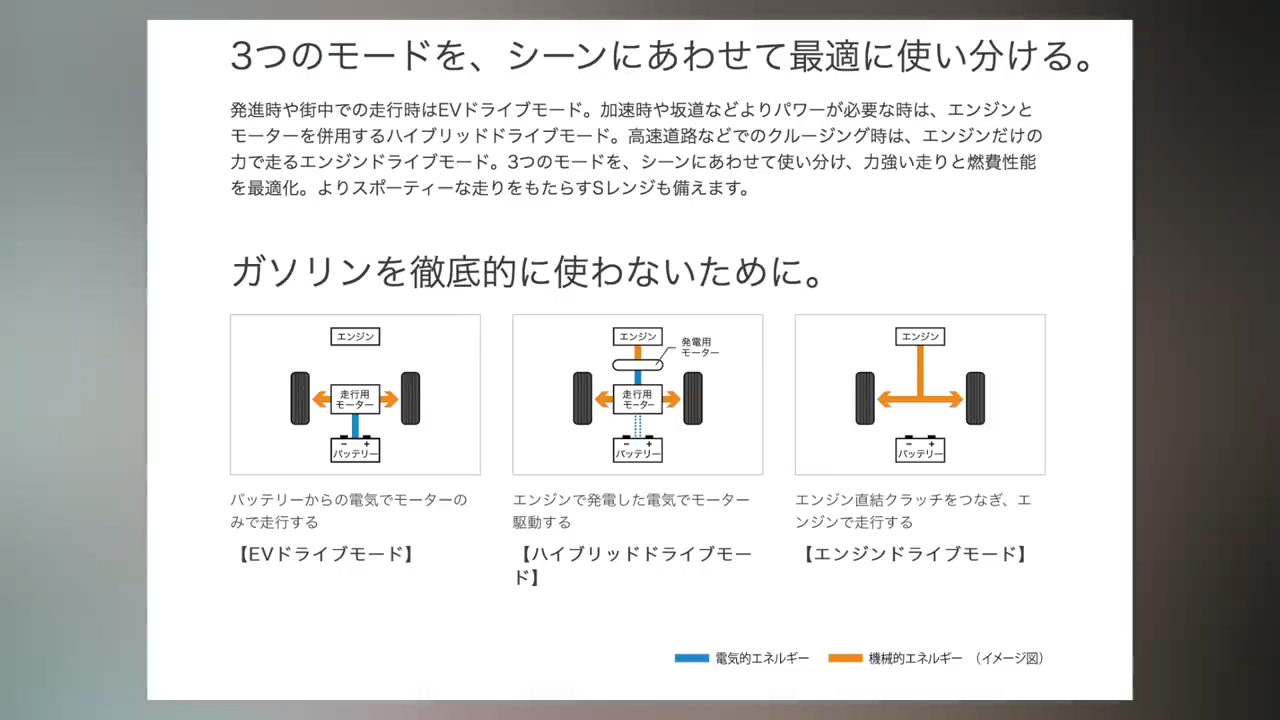 3つのモードを、シーンにあわせて最適に使い分ける。
発進時や街中での走行時はEVドライブモード。加速時や坂道などよりパワーが必要な時は、エンジンと
モーターを併用するハイブリッドドライブモード。高速道路などでのクルージング時は、エンジンだけの
力で走るエンジンドライブモード。3つのモードを、シーンにあわせて使い分け、力強い走りと燃費性能
を最適化。よりスポーティーな走りをもたらすSレンジも備えます。
ガソリンを徹底的に使わないために。
エンジン
走行用
モーター
− +
バッテリー
バッテリーからの電気でモーターの
みで走行する
【EVドライブモード】
エンジン
発電用
モーター
走行用
モーター
− +
バッテリー
エンジンで発電した電気でモーター
駆動する
【ハイブリッドドライブモー
ド】
エンジン
− +
バッテリー
エンジン直結クラッチをつなぎ、エ
ンジンで走行する
【エンジンドライブモード】
電気的エネルギー 機械的エネルギー （イメージ図）